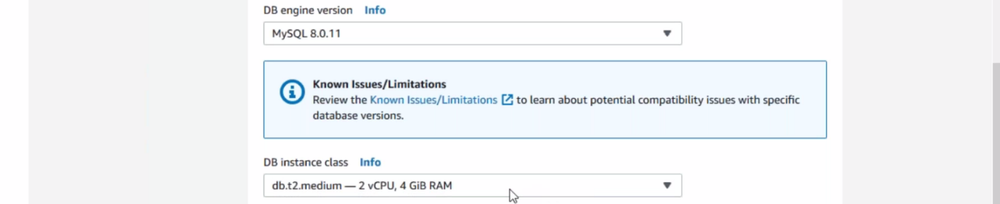 DB engine version Info
MySQL 8.0.11
Known Issues/Limitations
Review the Known Issues/Limitations to learn about potential compatibility issues with specific
database versions.
DB instance class Info
db.t2.medium — 2 vCPU, 4 GiB RAM